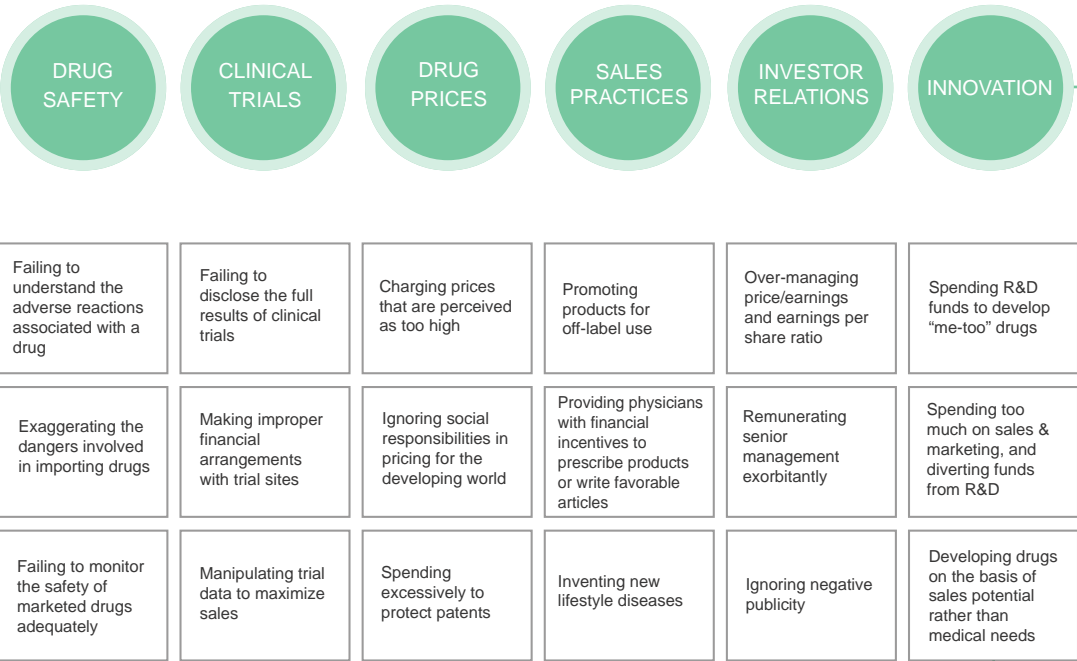 DRUG
SAFETY
CLINICAL
TRIALS
DRUG
PRICES
SALES
PRACTICES
INVESTOR
RELATIONS
INNOVATION
Failing to
understand the
adverse reactions
associated with a
drug
Failing to
disclose the full
results of clinical
trials
Charging prices
that are perceived
as too high
Promoting
products for
off-label use
Over-managing
price/earnings
and earnings per
share ratio
Spending R&D
funds to develop
“me-too” drugs
Exaggerating the
dangers involved
in importing drugs
Making improper
financial
arrangements
with trial sites
Ignoring social
responsibilities in
pricing for the
developing world
Providing physicians
with financial
incentives to
prescribe products
or write favorable
articles
Remunerating
senior
management
exorbitantly
Spending too
much on sales &
marketing, and
diverting funds
from R&D
Failing to monitor
the safety of
marketed drugs
adequately
Manipulating trial
data to maximize
sales
Spending
excessively to
protect patents
Inventing new
lifestyle diseases
Ignoring negative
publicity
Developing drugs
on the basis of
sales potential
rather than
medical needs